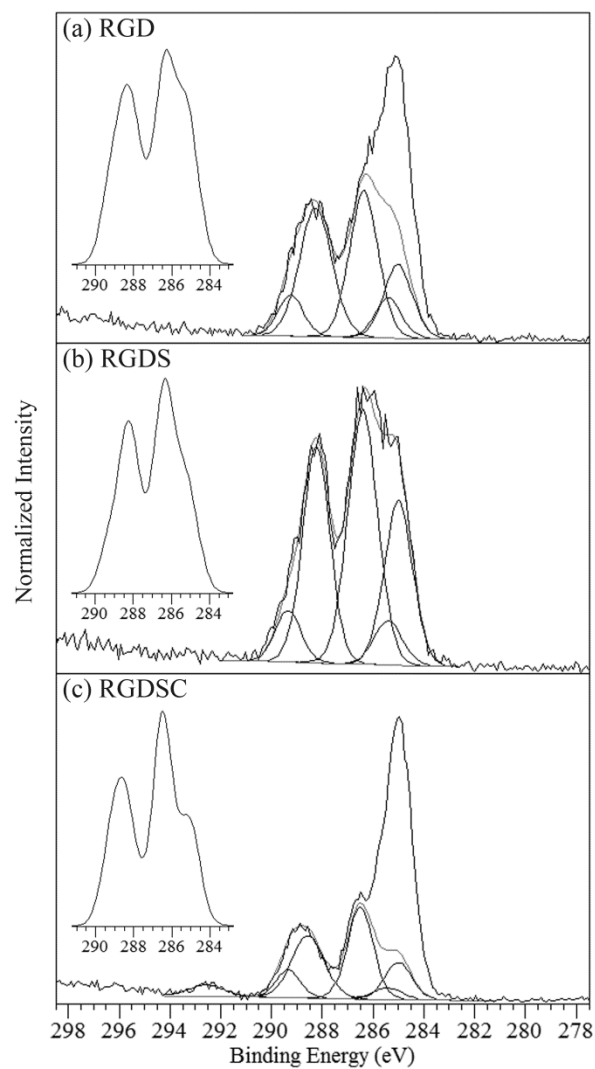 (a) RGD
290 288 286 284
(b) RGDS
290 288 286 284
Normalized Intensity
(c) RGDSC
290 288 286 284
298 296 294 292 290 288 286 284 282 280 278
Binding Energy (eV)